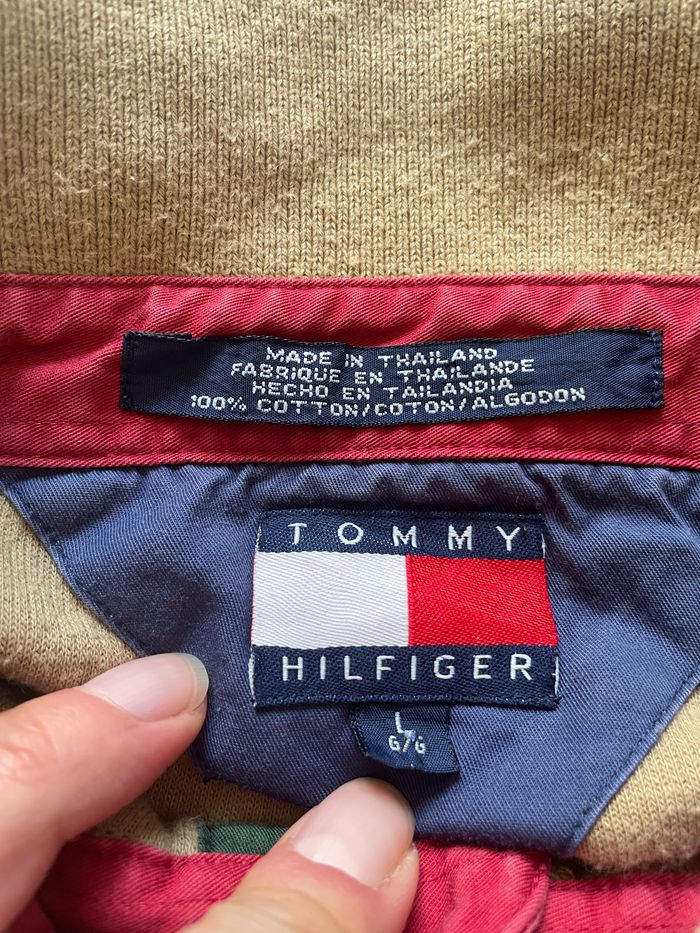 MADE IN THAILAND
FABRIQUE EN THAILANDE
HECHO EN TAILANDIA
100% COTTON/COTON/ALGODON
TOMMY
HILFIGER
L
G/G